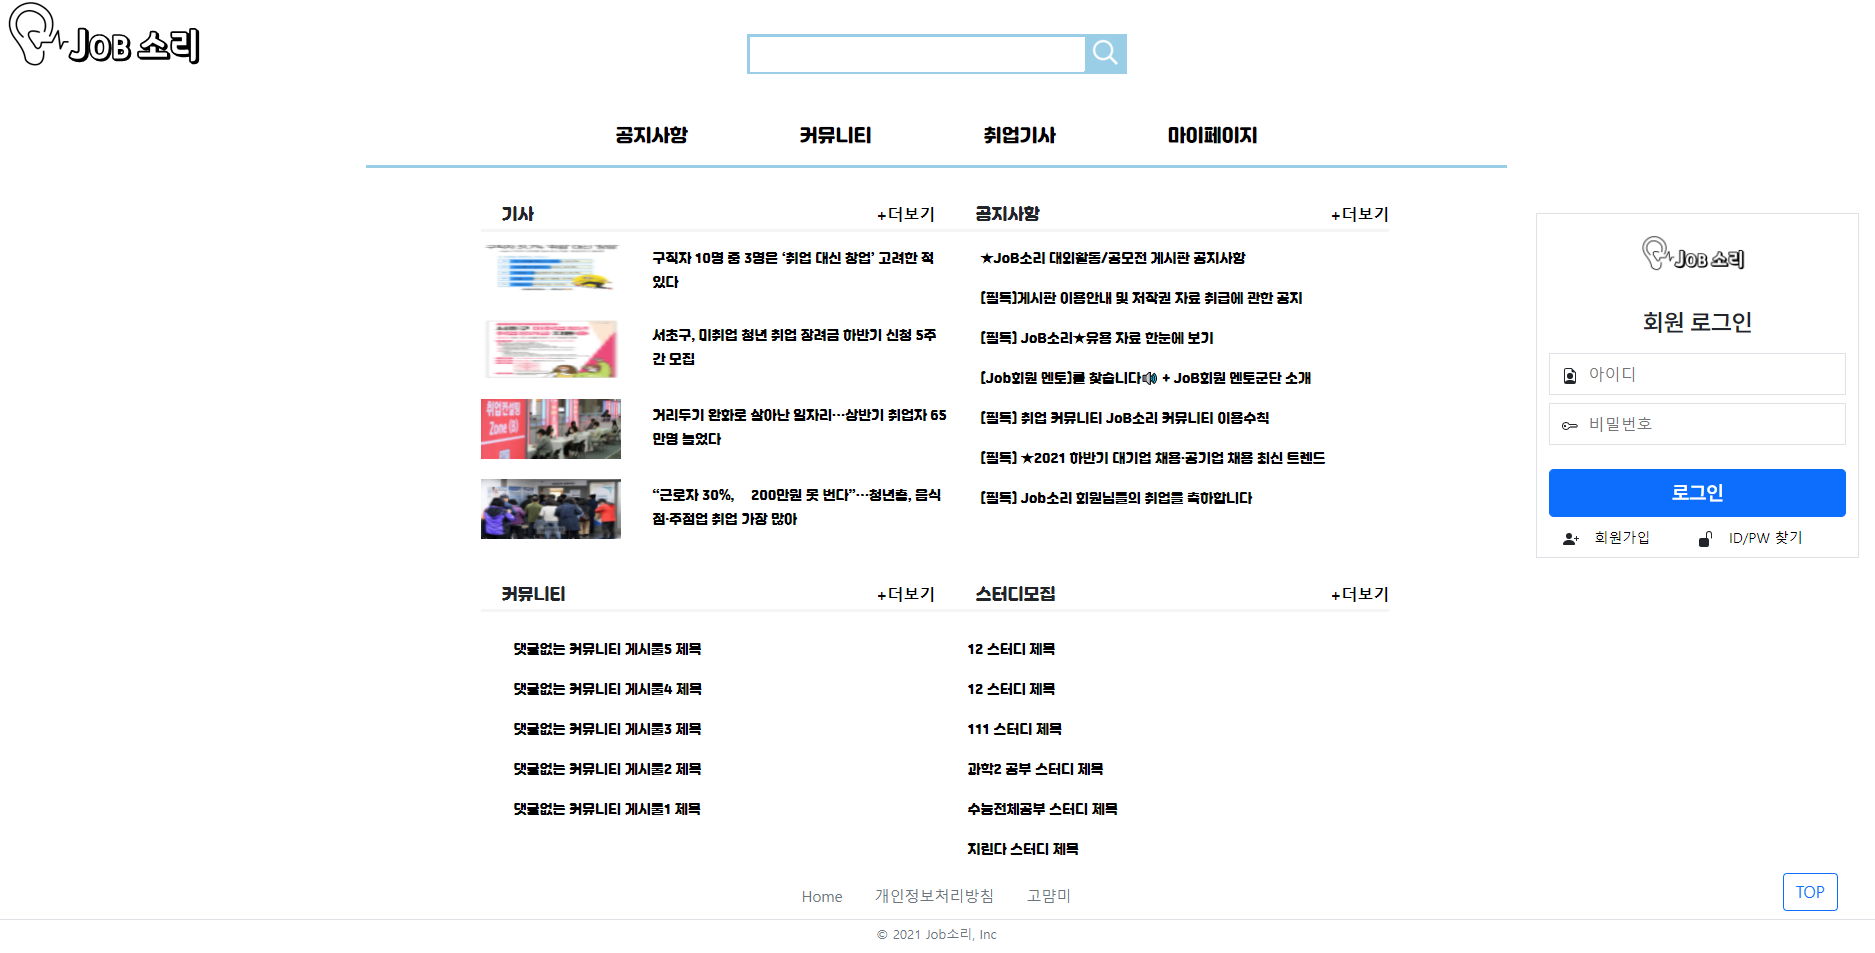 JOB 소리
공지사항
커뮤니티
취업기사
마이페이지
기사
+더보기
구직자 10명 중 3명은 ‘취업 대신 창업’ 고려한 적
있다
서초구, 미취업 청년 취업 장려금 하반기 신청 5주
간 모집
취업컨설팅
Zone (B)
거리두기 완화로 살아난 일자리…상반기 취업자 65
만명 늘었다
“근로자 30%, 200만원 못 번다”…청년층, 음식
점·주점업 취업 가장 많아
공지사항
+더보기
★JoB소리 대외활동/공모전 게시판 공지사항
[필독]게시판 이용안내 및 저작권 자료 취급에 관한 공지
[필독] JoB소리★유용 자료 한눈에 보기
[Job회원 멘토]를 찾습니다🔊 + JoB회원 멘토군단 소개
[필독] 취업 커뮤니티 JoB소리 커뮤니티 이용수칙
[필독] ★2021 하반기 대기업 채용·공기업 채용 최신 트렌드
[필독] Job소리 회원님들의 취업을 축하합니다
커뮤니티
+더보기
댓글없는 커뮤니티 게시물5 제목
댓글없는 커뮤니티 게시물4 제목
댓글없는 커뮤니티 게시물3 제목
댓글없는 커뮤니티 게시물2 제목
댓글없는 커뮤니티 게시물1 제목
스터디모집
+더보기
12 스터디 제목
12 스터디 제목
111 스터디 제목
과학2 공부 스터디 제목
수능전체공부 스터디 제목
지린다 스터디 제목
JOB 소리
회원 로그인
아이디
비밀번호
로그인
회원가입
ID/PW 찾기
Home
개인정보처리방침
고먐미
TOP
© 2021 Job소리, Inc